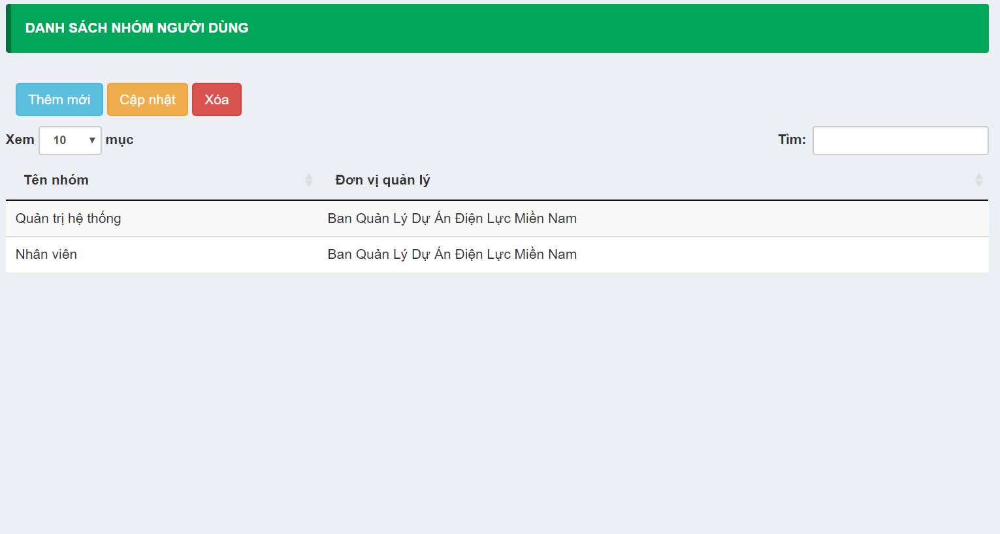 DANH SÁCH NHÓM NGƯỜI DÙNG
Thêm mới Cập nhật Xóa
Xem 10 mục Tìm:
Tên nhóm Đơn vị quản lý
Quản trị hệ thống Ban Quản Lý Dự Án Điện Lực Miền Nam
Nhân viên Ban Quản Lý Dự Án Điện Lực Miền Nam